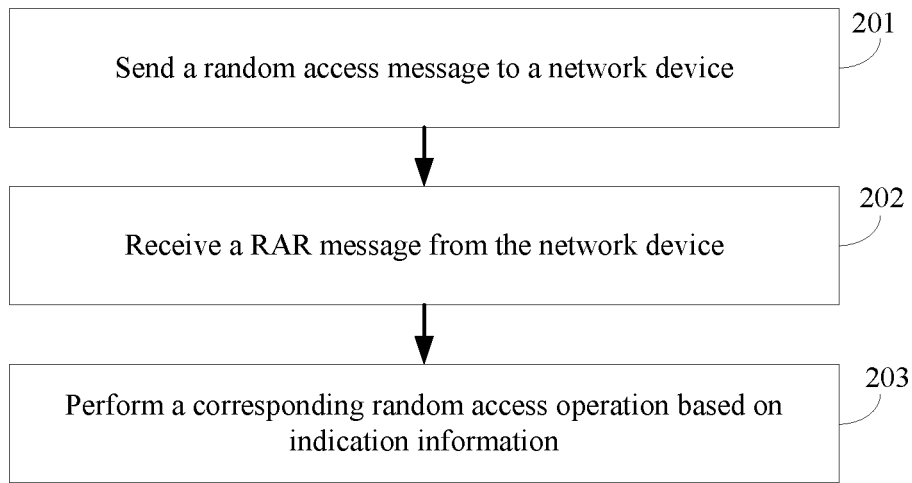 201
Send a random access message to a network device
202
Receive a RAR message from the network device
203
Perform a corresponding random access operation based on
indication information